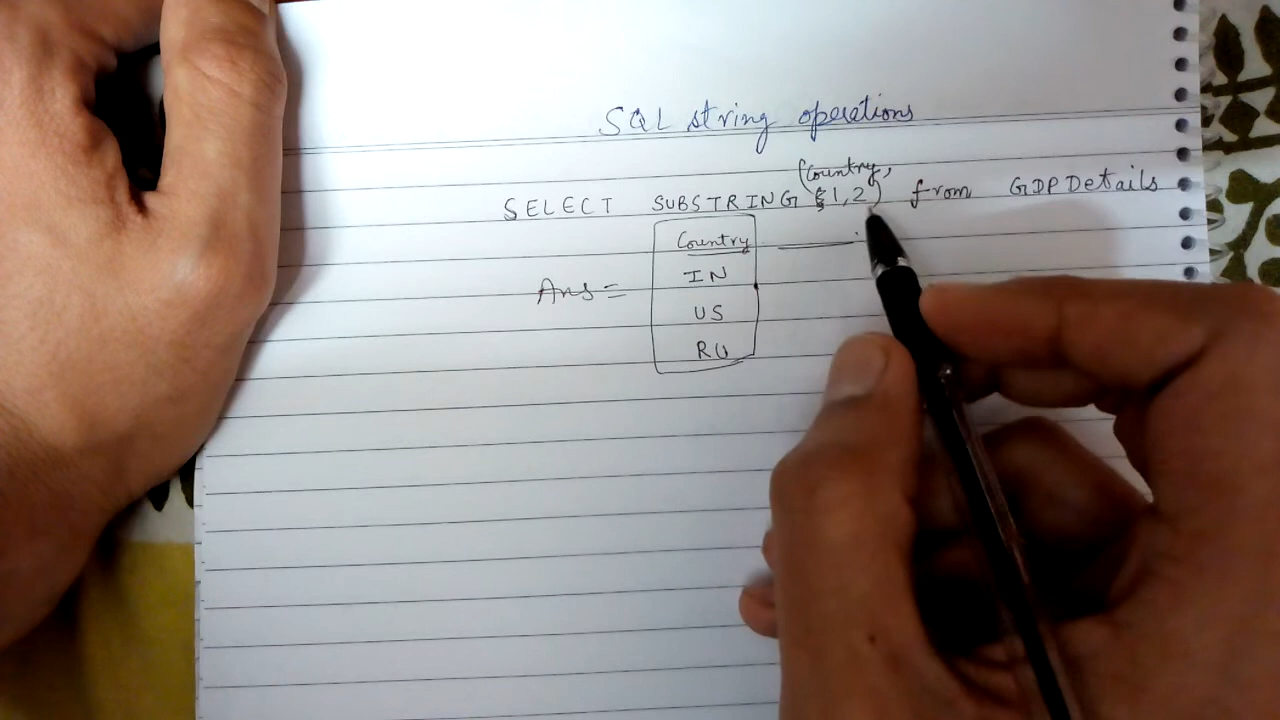 SQL string operations
(Country,
SELECT SUBSTRING 1,2) from GDPDetails
Country
Ans = IN
US
RU